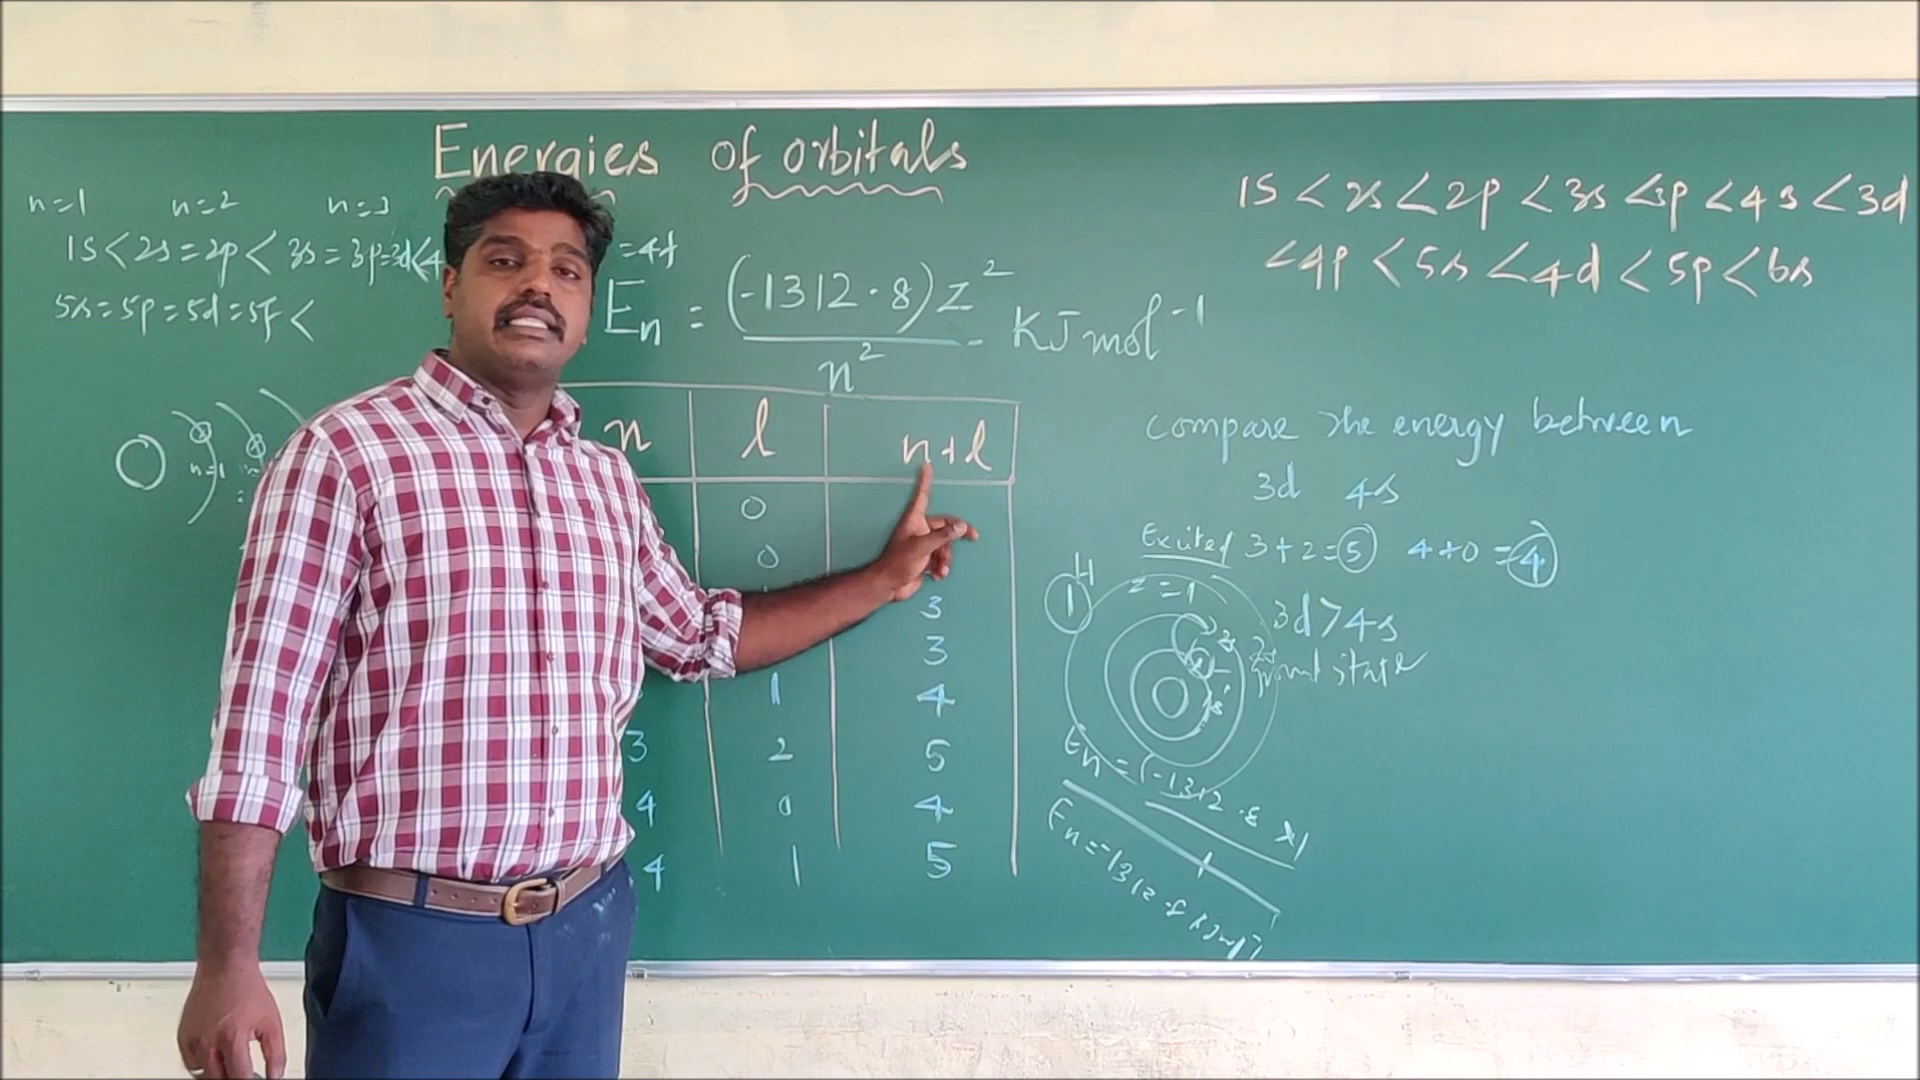 Energies of orbitals
n=1 n=2 n=3
1s < 2s = 2p < 3s = 3p = 3d < 4 = 4f
5s = 5p = 5d = 5f <
En = (-1312.8) Z² / n² KJ mol⁻¹
1s < 2s < 2p < 3s < 3p < 4s < 3d
< 4p < 5s < 4d < 5p < 6s
n=1
n l n+l
0
0
3
3
1 4
3 2 5
4 0 4
4 1 5
compare the energy between
3d 4s
Excited 3+2=5 4+0=4
H
1 z=1
3d > 4s
state
En = (-1312.8 x1
1
En = -1312.8